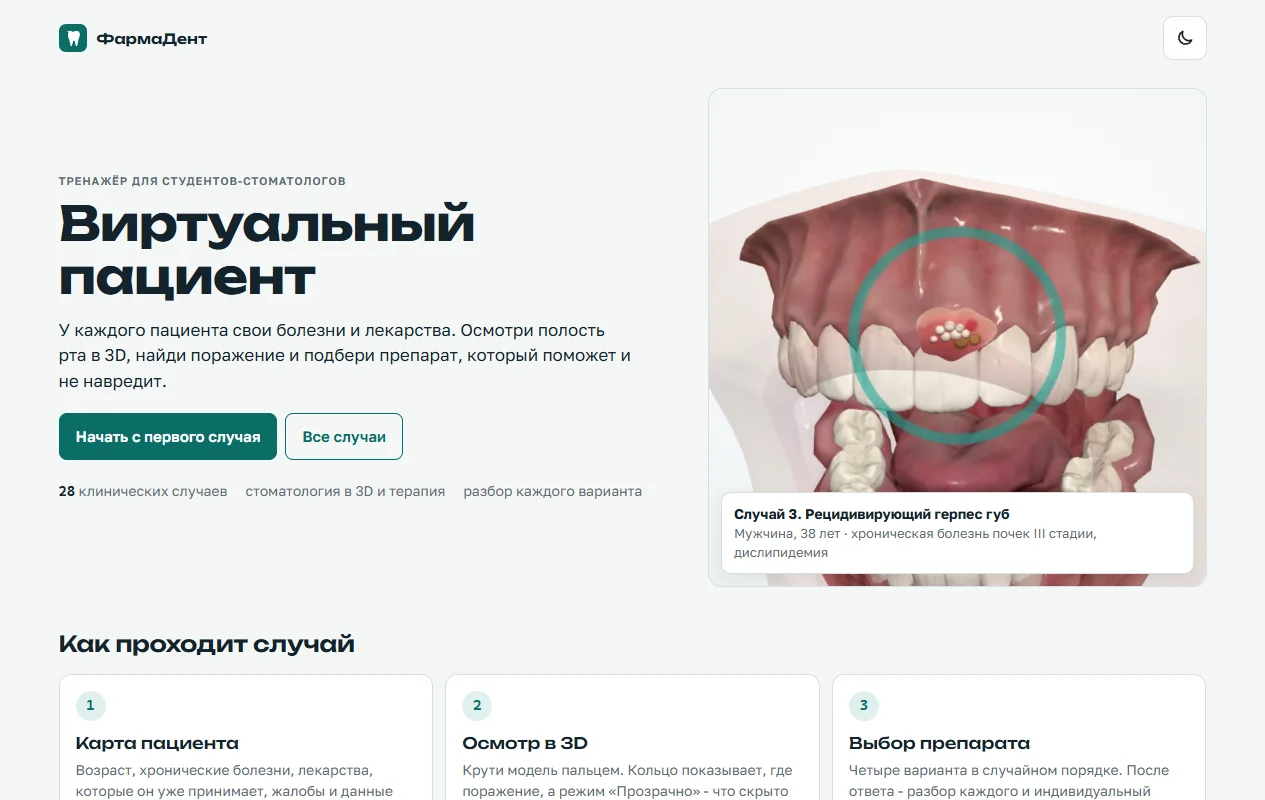 ФармаДент
ТРЕНАЖЁР ДЛЯ СТУДЕНТОВ-СТОМАТОЛОГОВ
Виртуальный
пациент
У каждого пациента свои болезни и лекарства. Осмотри полость
рта в 3D, найди поражение и подбери препарат, который поможет и
не навредит.
Начать с первого случая
Все случаи
28 клинических случаев стоматология в 3D и терапия разбор каждого варианта
Случай 3. Рецидивирующий герпес губ
Мужчина, 38 лет · хроническая болезнь почек III стадии,
дислипидемия
Как проходит случай
1
Карта пациента
Возраст, хронические болезни, лекарства,
которые он уже принимает, жалобы и данные
2
Осмотр в 3D
Крути модель пальцем. Кольцо показывает, где
поражение, а режим «Прозрачно» - что скрыто
3
Выбор препарата
Четыре варианта в случайном порядке. После
ответа - разбор каждого и индивидуальный